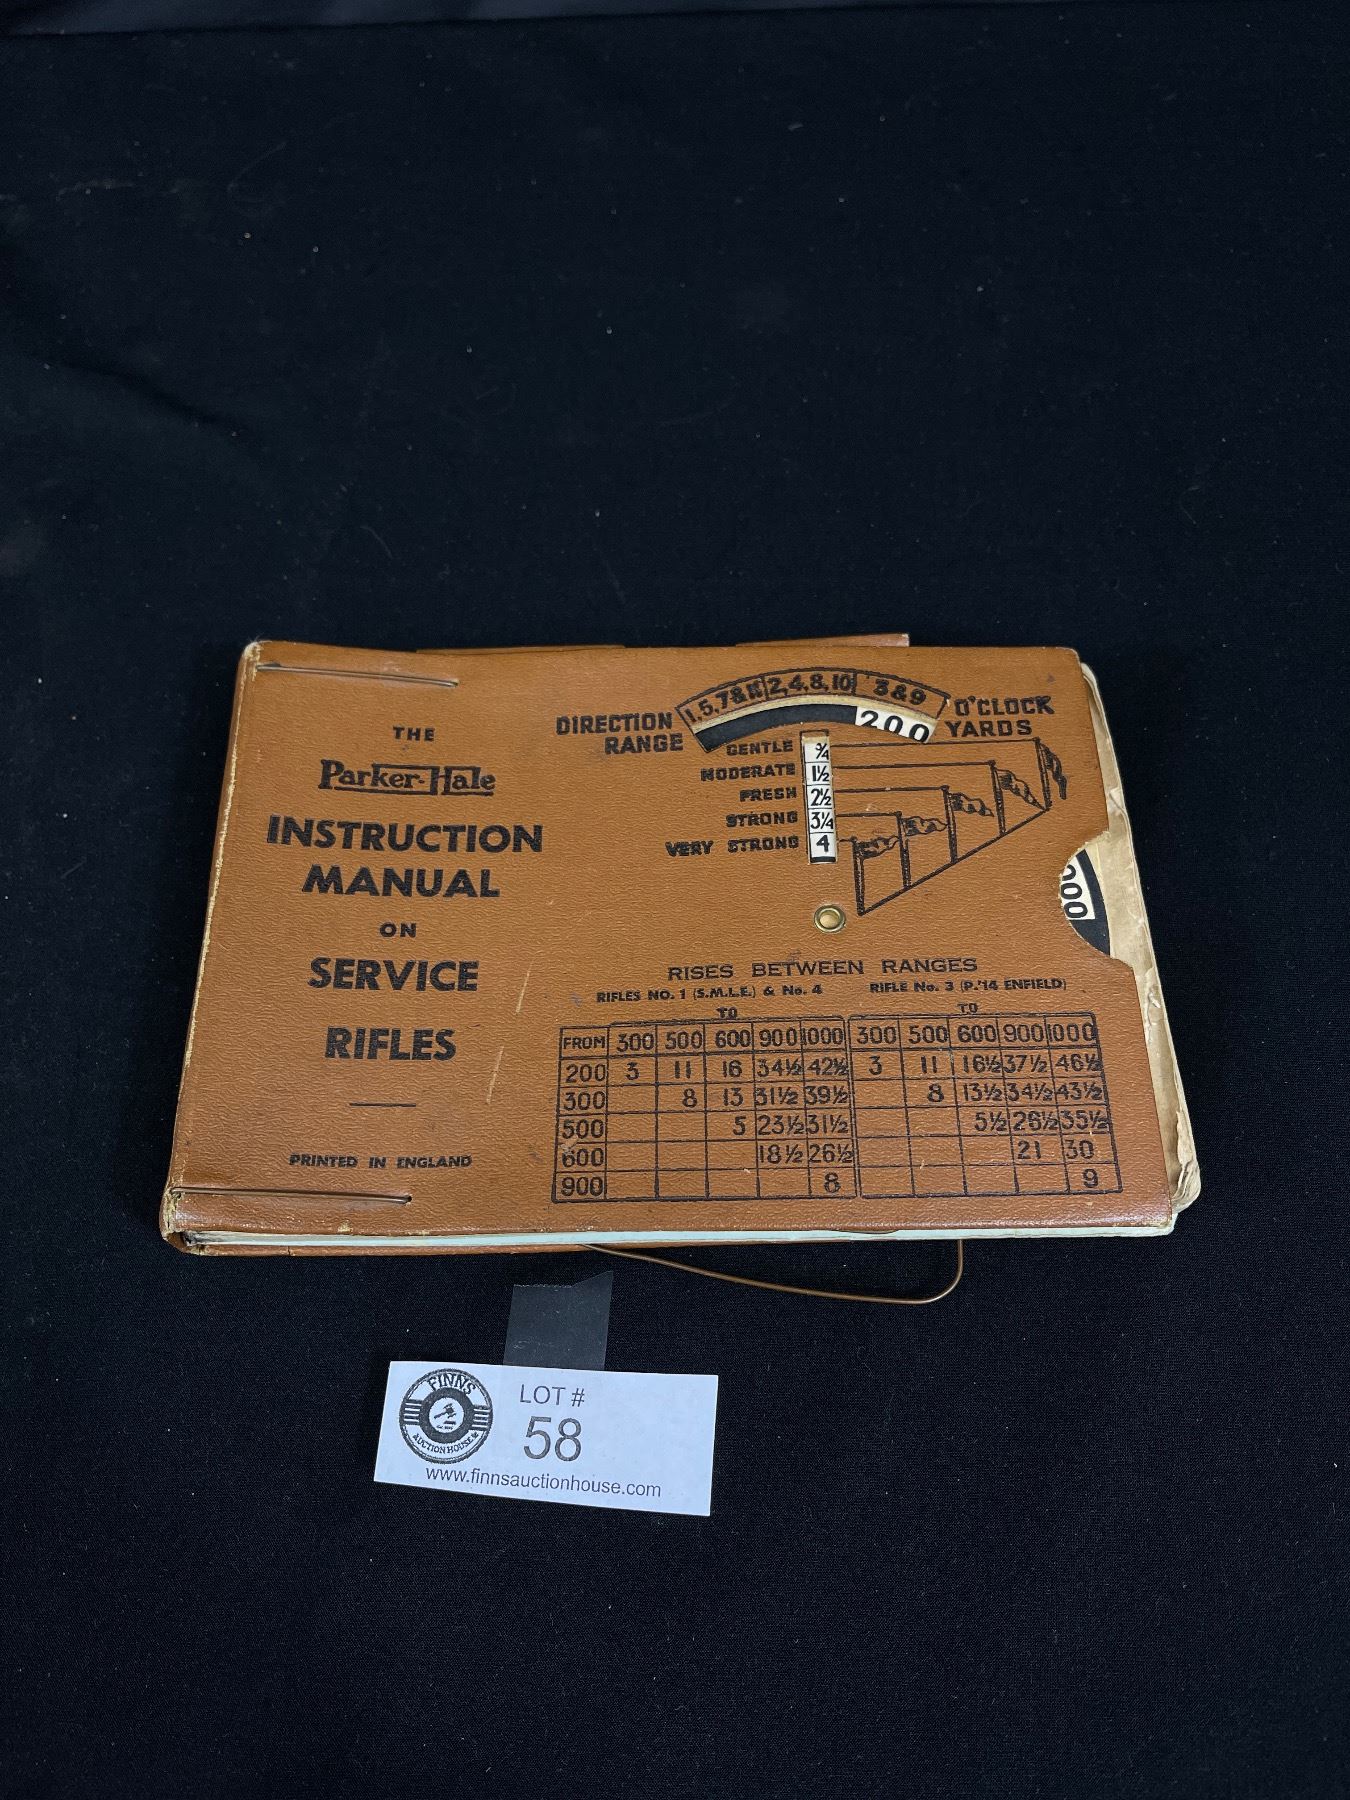 THE
Parker-Hale
INSTRUCTION
MANUAL
ON
SERVICE
RIFLES
PRINTED IN ENGLAND
DIRECTION 1,5,7& 2,4,8,10 3&9 O'CLOCK
RANGE 200 YARDS
GENTLE ¾
MODERATE 1½
FRESH 2½
STRONG 3¼
VERY STRONG 4
000
RISES BETWEEN RANGES
RIFLES NO. 1 (S.M.L.E.) & No. 4 RIFLE No. 3 (P.'14 ENFIELD)
TO TO
FROM 300 500 600 900 1000 300 500 600 900 1000
200 3 11 16 34½ 42½ 3 11 16½ 37½ 46½
300 8 13 31½ 39½ 8 13½ 34½ 43½
500 5 23½ 31½ 5½ 26½ 35½
600 18½ 26½ 21 30
900 8 9
FINNS
AUCTION HOUSE
LOT #
58
www.finnsauctionhouse.com